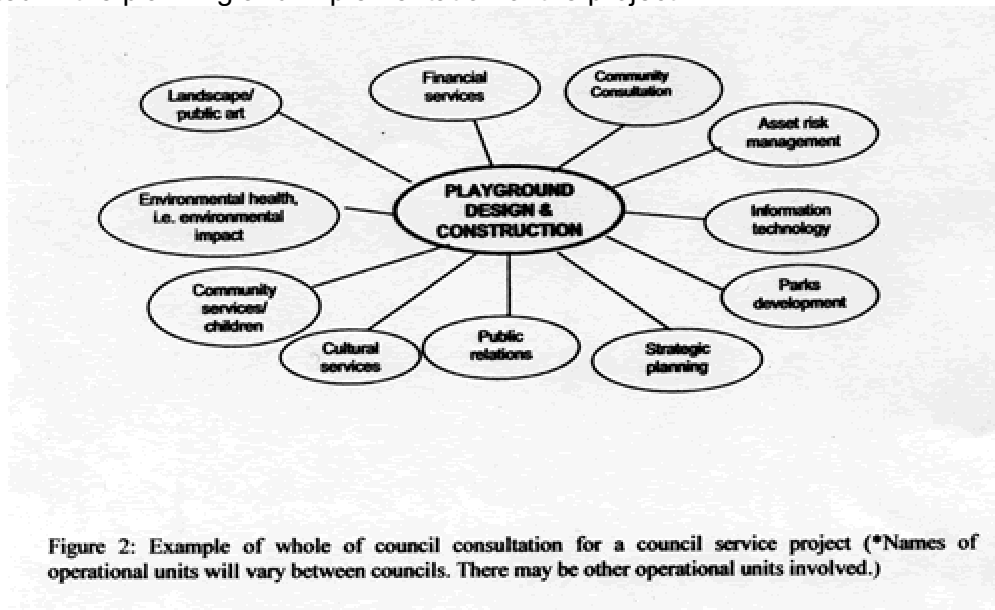 Landscape/
public art
Financial
services
Community
Consultation
Asset risk
management
Environmental health,
i.e. environmental
impact
PLAYGROUND
DESIGN &
CONSTRUCTION
Information
technology
Community
services/
children
Parks
development
Cultural
services
Public
relations
Strategic
planning
Figure 2: Example of whole of council consultation for a council service project (*Names of
operational units will vary between councils. There may be other operational units involved.)